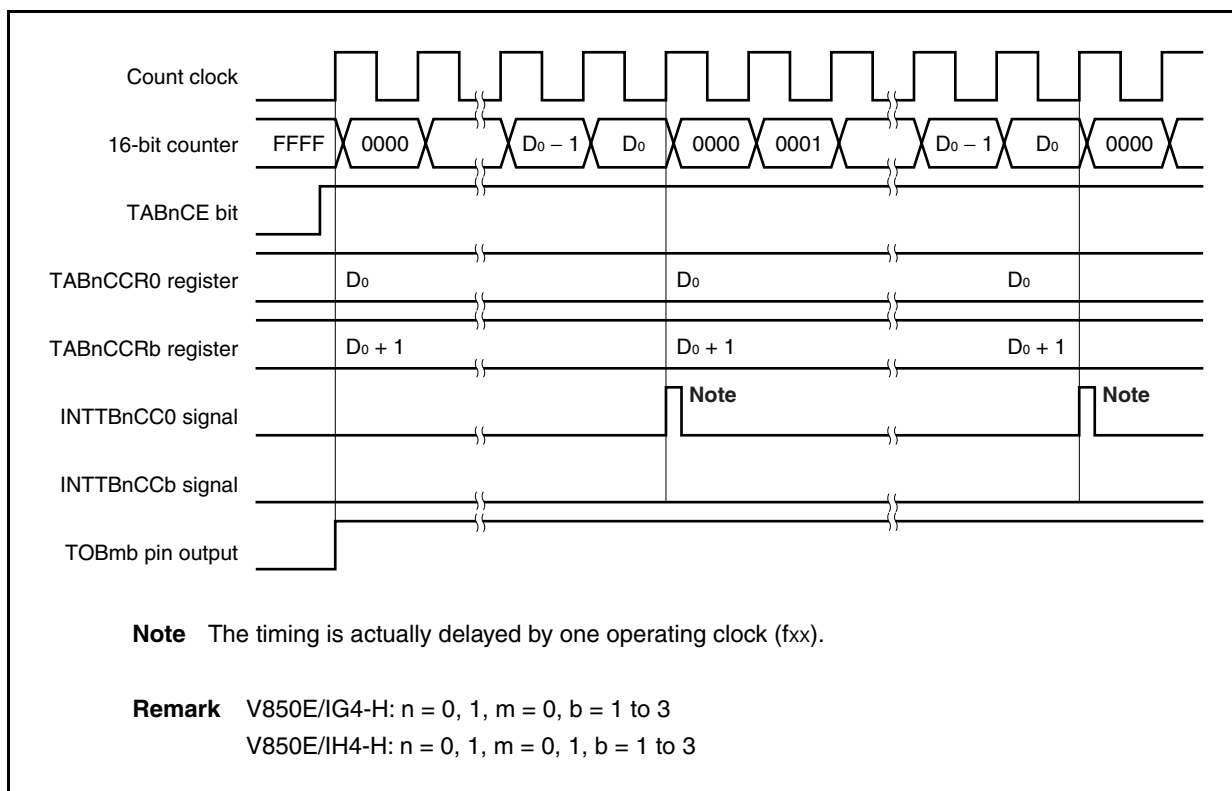 Count clock
16-bit counter FFFF 0000 D₀ − 1 D₀ 0000 0001 D₀ − 1 D₀ 0000
TABnCE bit
TABnCCR0 register D₀ D₀ D₀
TABnCCRb register D₀ + 1 D₀ + 1 D₀ + 1
INTTBnCC0 signal Note Note
INTTBnCCb signal
TOBmb pin output
Note The timing is actually delayed by one operating clock (fxx).
Remark V850E/IG4-H: n = 0, 1, m = 0, b = 1 to 3
V850E/IH4-H: n = 0, 1, m = 0, 1, b = 1 to 3